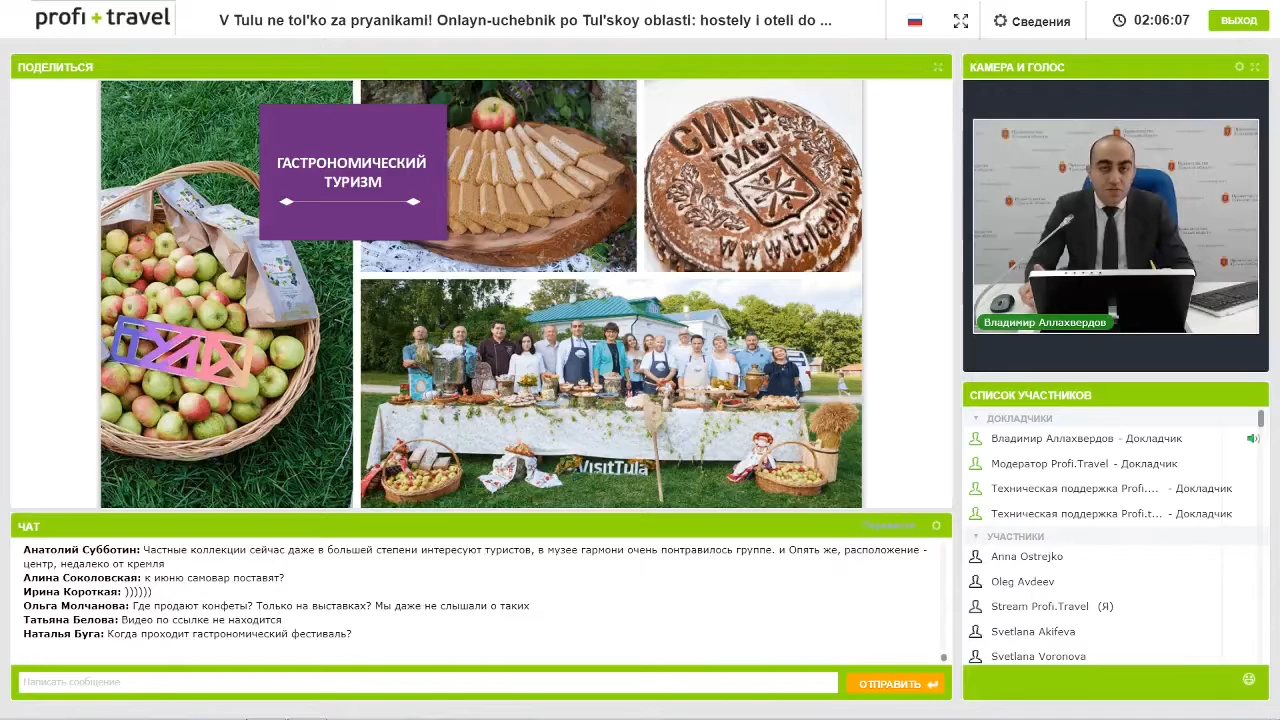 profi + travel
V Tulu ne tol'ko za pryanikami! Onlayn-uchebnik po Tul'skoy oblasti: hostely i oteli do ...
Сведения
02:06:07
ВЫХОД
ПОДЕЛИТЬСЯ
ГАСТРОНОМИЧЕСКИЙ
ТУРИЗМ
СИЛА
ТУЛЫ
ТУЛА
VisitTula
КАМЕРА И ГОЛОС
Владимир Аллахвердов
СПИСОК УЧАСТНИКОВ
ДОКЛАДЧИКИ
Владимир Аллахвердов - Докладчик
Модератор Profi.Travel - Докладчик
Техническая поддержка Profi.... - Докладчик
Техническая поддержка Profi.t... - Докладчик
УЧАСТНИКИ
Anna Ostrejko
Oleg Avdeev
Stream Profi.Travel (Я)
Svetlana Akifeva
Svetlana Voronova
ЧАТ
Анатолий Субботин: Частные коллекции сейчас даже в большей степени интересуют туристов, в музее гармони очень понтравилось группе. и Опять же, расположение -
центр, недалеко от кремля
Алина Соколовская: к июню самовар поставят?
Ирина Короткая: ))))))
Ольга Молчанова: Где продают конфеты? Только на выставках? Мы даже не слышали о таких
Татьяна Белова: Видео по ссылке не находится
Наталья Буга: Когда проходит гастрономический фестиваль?
Написать сообщение
ОТПРАВИТЬ